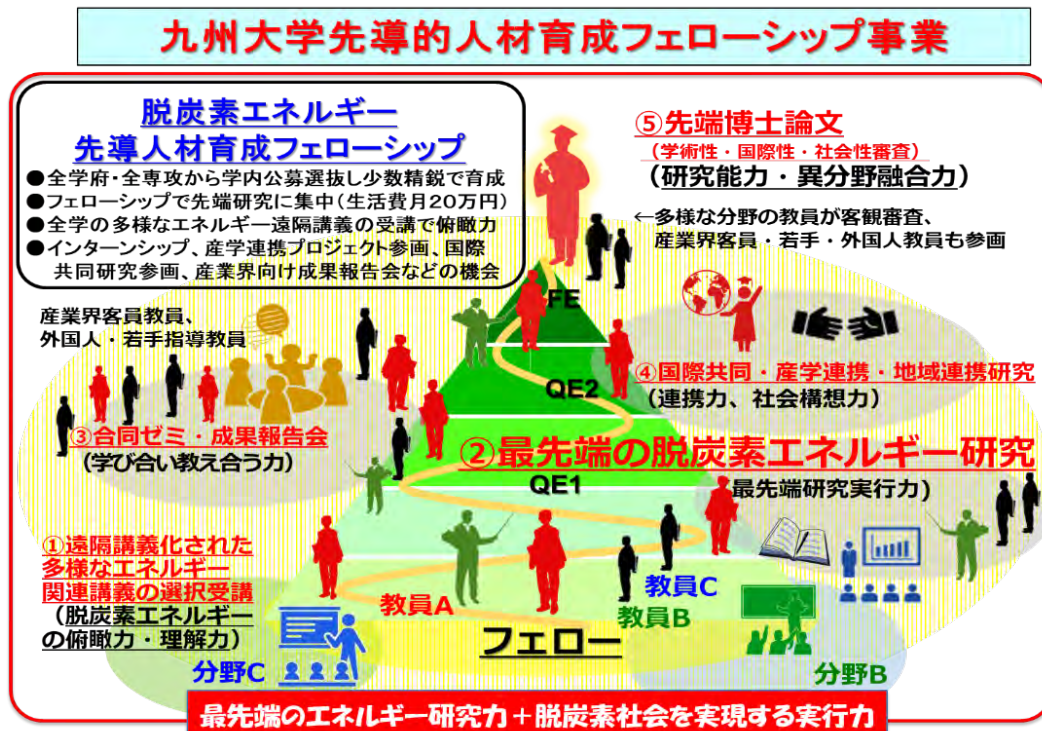 九州大学先導的人材育成フェローシップ事業
脱炭素エネルギー
先導人材育成フェローシップ
●全学府・全専攻から学内公募選抜し少数精鋭で育成
●フェローシップで先端研究に集中(生活費月20万円)
●全学の多様なエネルギー遠隔講義の受講で俯瞰力
●インターンシップ、産学連携プロジェクト参画、国際
共同研究参画、産業界向け成果報告会などの機会
⑤先端博士論文
(学術性・国際性・社会性審査)
(研究能力・異分野融合力)
←多様な分野の教員が客観審査、
産業界客員・若手・外国人教員も参画
FE
産業界客員教員、
外国人・若手指導教員
④国際共同・産学連携・地域連携研究
(連携力、社会構想力)
QE2
③合同ゼミ・成果報告会
(学び合い教え合う力)
②最先端の脱炭素エネルギー研究
QE1
最先端研究実行力)
①遠隔講義化された
多様なエネルギー
関連講義の選択受講
(脱炭素エネルギー
の俯瞰力・理解力)
教員A
教員C
教員B
フェロー
分野C
分野B
最先端のエネルギー研究力+脱炭素社会を実現する実行力